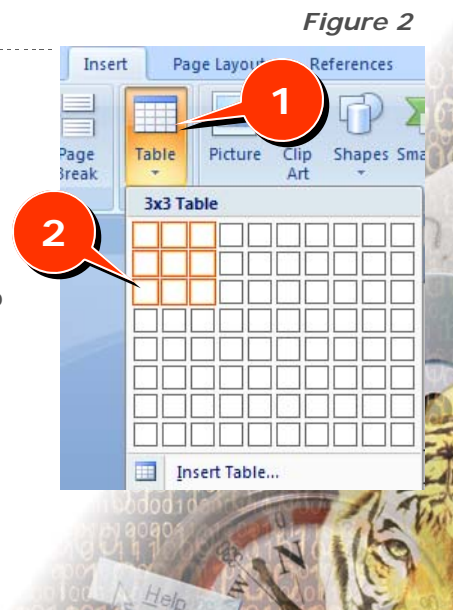 Figure 2
Insert Page Layout References
1
Page Break
Table
Picture
Clip Art
Shapes
3x3 Table
2
Insert Table...
N
Help